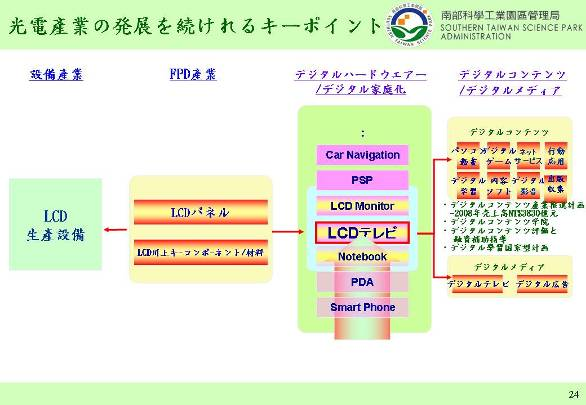 光電産業の発展を続けれるキーポイント
南部科學工業園區管理局
SOUTHERN TAIWAN SCIENCE PARK
ADMINISTRATION
設備產業
FPD產業
デジタルハードウエアー
/デジタル家庭化
デジタルコンテンツ
/デジタルメディア
LCD
生産設備
LCDパネル
LCD川上キーコンポーネント/材料
:
Car Navigation
PSP
LCD Monitor
LCDテレビ
Notebook
PDA
Smart Phone
デジタルコンテンツ
デジタル
ゲーム
ネット
サービス
行動
応用
デジタル
学習
内容
ソフト
デジタル
影音
出版
収集
・デジタルコンテンツ産業推進計画
-2008年売上高NT$3830億元
・デジタルコンテンツ学院
・デジタルコンテンツ評価と
融資補助指導
・デジタル學習国家型計画
デジタルメディア
デジタルテレビ
デジタル広告
24